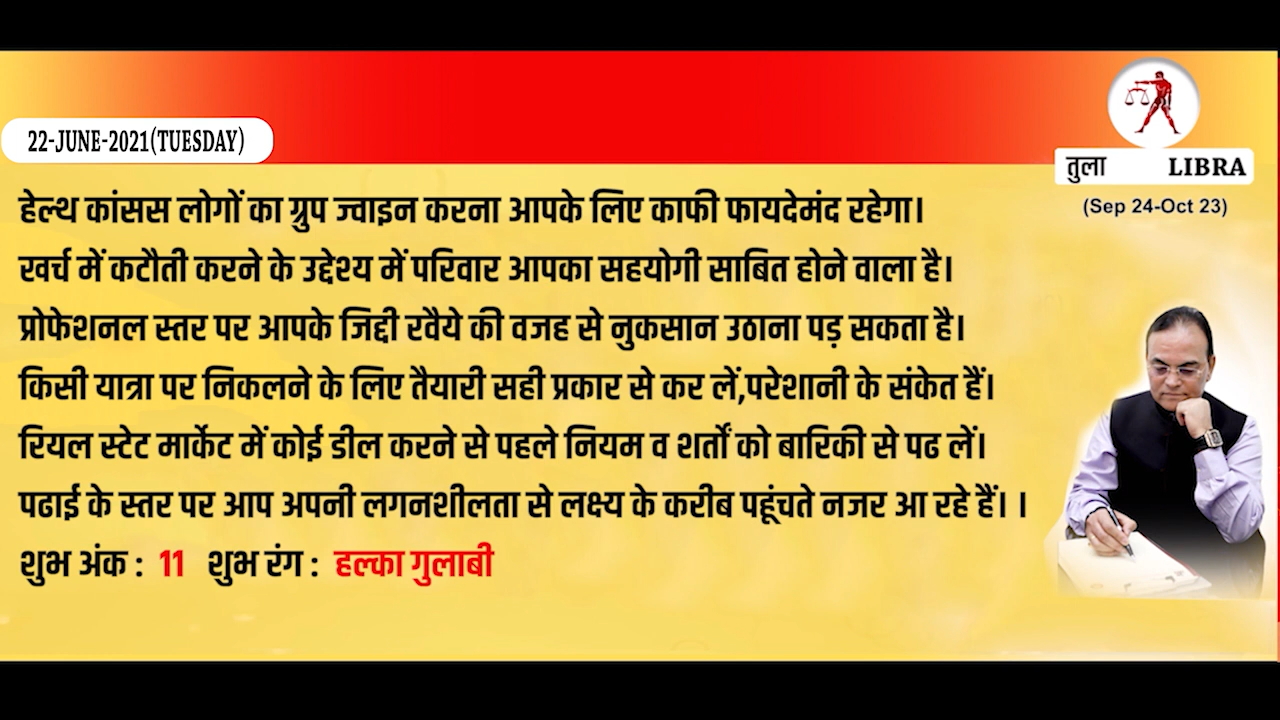 22-JUNE-2021(TUESDAY)
तुला LIBRA
(Sep 24-Oct 23)
हेल्थ कांसस लोगों का ग्रुप ज्वाइन करना आपके लिए काफी फायदेमंद रहेगा।
खर्च में कटौती करने के उद्देश्य में परिवार आपका सहयोगी साबित होने वाला है।
प्रोफेशनल स्तर पर आपके जिद्दी रवैये की वजह से नुकसान उठाना पड़ सकता है।
किसी यात्रा पर निकलने के लिए तैयारी सही प्रकार से कर लें,परेशानी के संकेत हैं।
रियल स्टेट मार्केट में कोई डील करने से पहले नियम व शर्तों को बारिकी से पढ लें।
पढाई के स्तर पर आप अपनी लगनशीलता से लक्ष्य के करीब पहूंचते नजर आ रहे हैं। ।
शुभ अंक : 11 शुभ रंग : हल्का गुलाबी